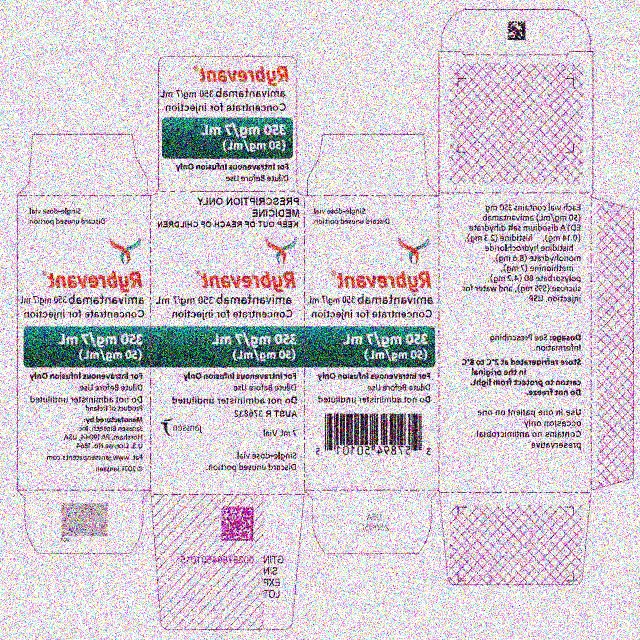 Rybrevant®
amivantamab 350 mg/7 mL
Concentrate for injection
350 mg/7 mL
(50 mg/mL)
For Intravenous Infusion Only
Dilute Before Use
Single-dose vial
Discard unused portion
Rybrevant®
amivantamab 350 mg/7 mL
Concentrate for injection
350 mg/7 mL
(50 mg/mL)
For Intravenous Infusion Only
Dilute Before Use
Do not administer undiluted
Product of Ireland
Manufactured by:
Janssen Biotech, Inc.
Horsham, PA 19044, USA
U.S. License No. 1864
© 2021 Janssen
PRESCRIPTION ONLY
MEDICINE
KEEP OUT OF REACH OF CHILDREN
Rybrevant®
amivantamab 350 mg/7 mL
Concentrate for injection
350 mg/7 mL
(50 mg/mL)
For Intravenous Infusion Only
Dilute Before Use
Do not administer undiluted
AUST R
7 mL Vial
janssen
Single-dose vial
Discard unused portion.
GTIN
S/N
EXP
LOT
Single-dose vial
Discard unused portion
Rybrevant®
amivantamab 350 mg/7 mL
Concentrate for injection
350 mg/7 mL
(50 mg/mL)
For Intravenous Infusion Only
Dilute Before Use
Do not administer undiluted
Each vial contains 350 mg
(50 mg/mL) amivantamab
EDTA disodium salt dihydrate
(0.14 mg), histidine (2.3 mg),
histidine hydrochloride
monohydrate (8.6 mg),
methionine (7 mg),
polysorbate 80 (4.2 mg),
sucrose (595 mg), and water for
injection, USP.
Dosage: See Prescribing
Information.
Store refrigerated at 2°C to 8°C
in the original
carton to protect from light.
Do not freeze.
Use in one patient on one
occasion only
Contains no antimicrobial
preservative